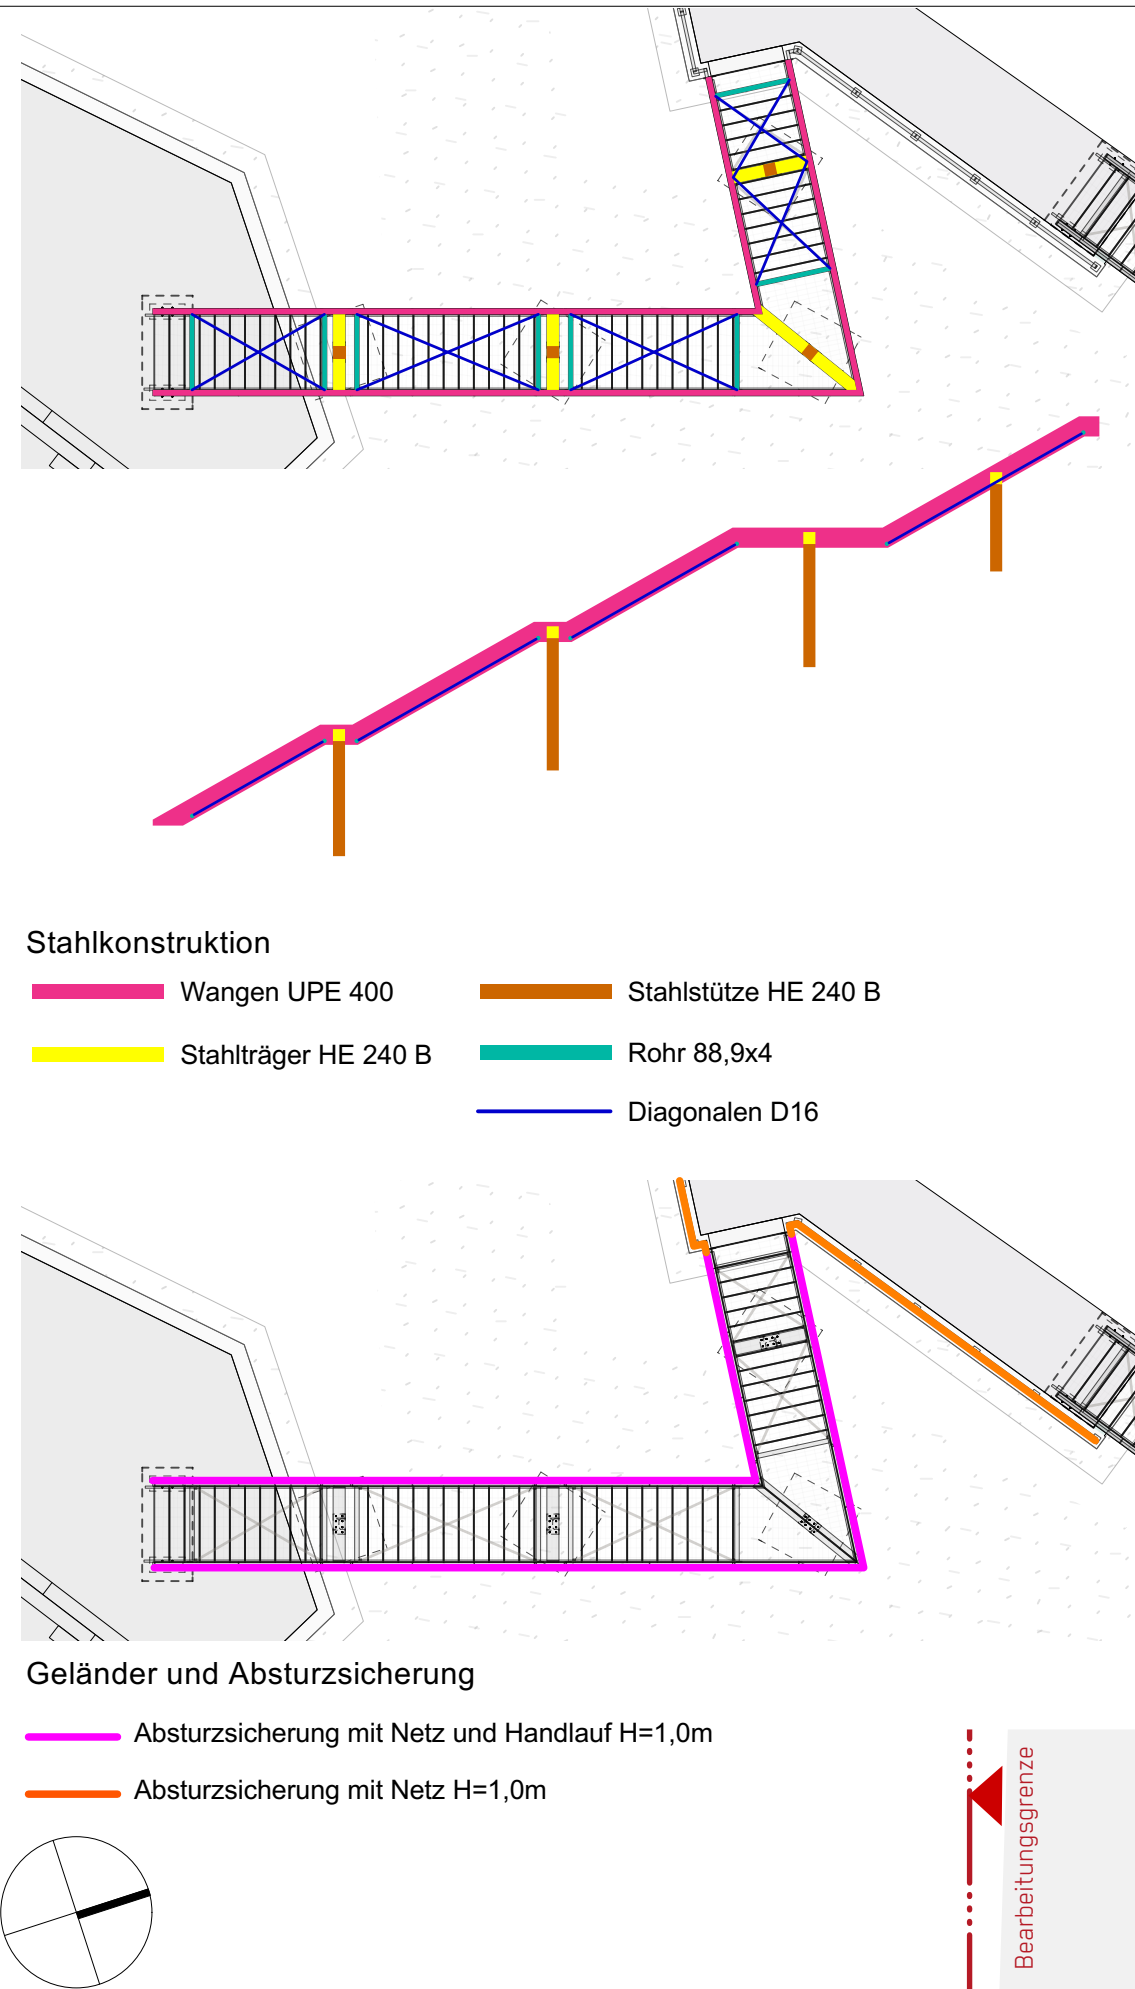 Stahlkonstruktion
Wangen UPE 400
Stahlstütze HE 240 B
Stahlträger HE 240 B
Rohr 88,9x4
Diagonalen D16
Geländer und Absturzsicherung
Absturzsicherung mit Netz und Handlauf H=1,0m
Absturzsicherung mit Netz H=1,0m
Bearbeitungsgrenze